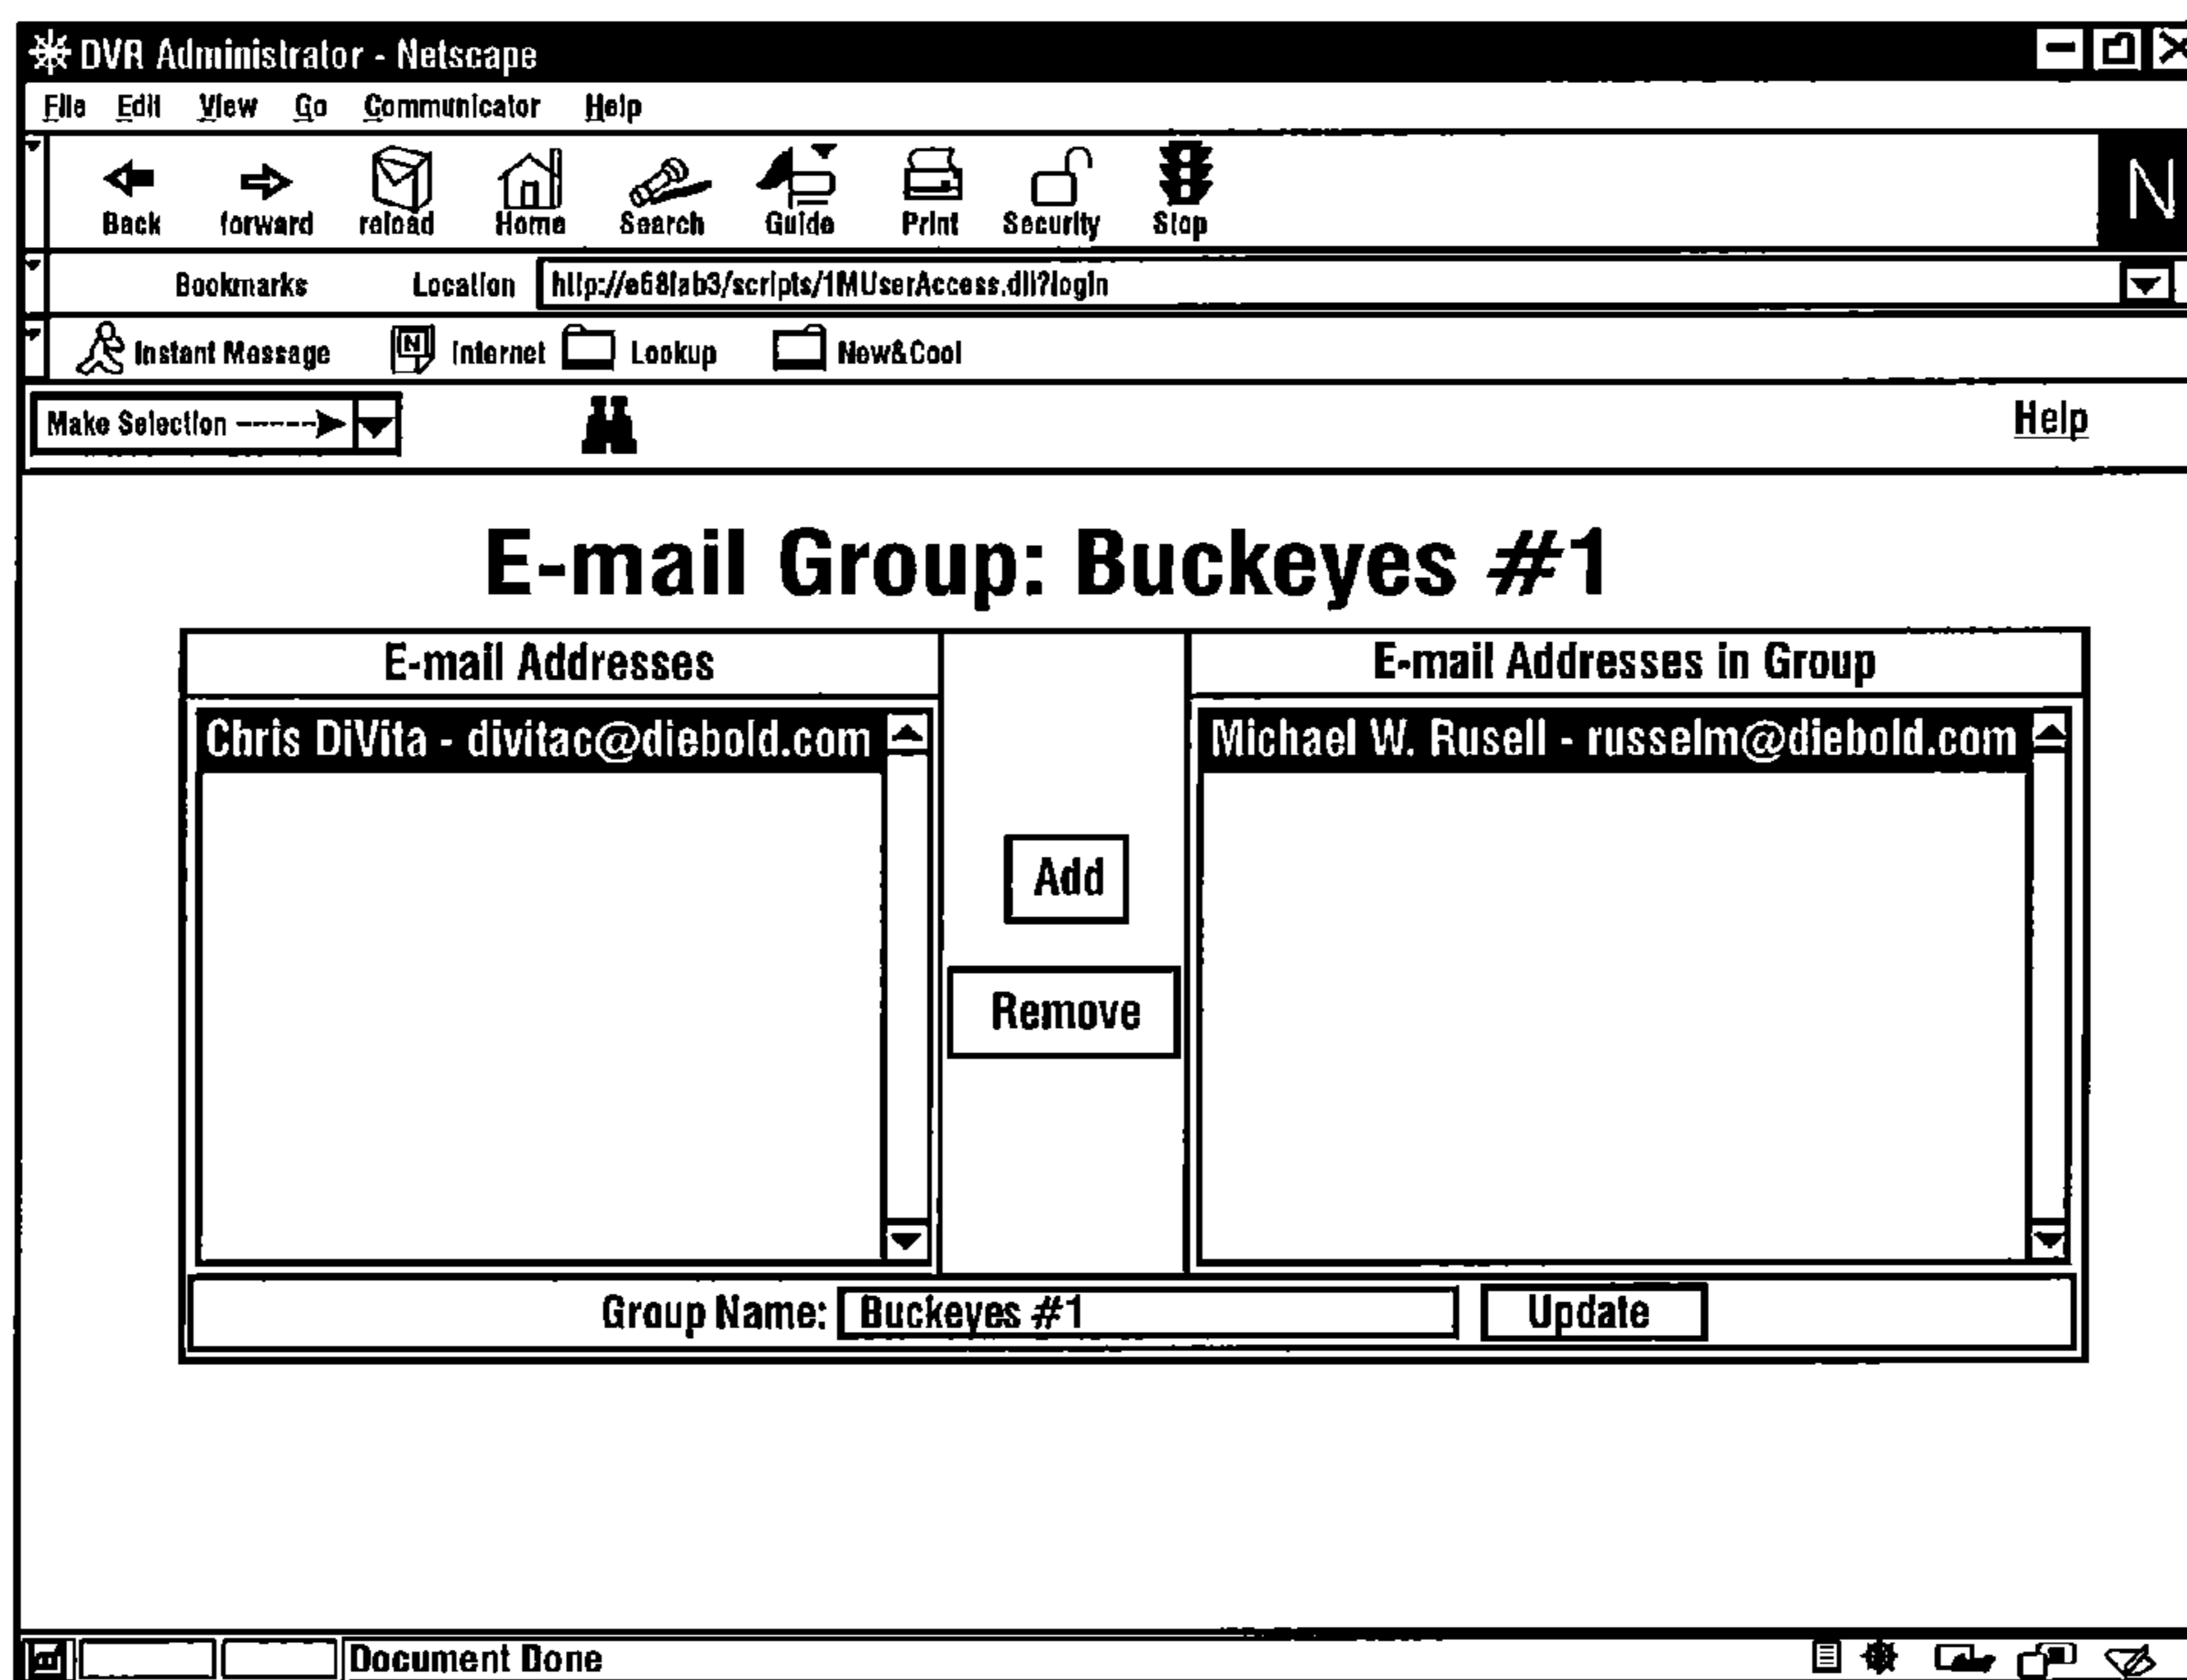 DVR Administrator - Netscape
File Edit View Go Communicator Help
Back forward reload Home Search Guide Print Security Stop
N
Bookmarks Location http://e68lab3/scripts/1MUserAccess.dll?login
Instant Message N Internet Lookup New&Cool
Make Selection -----> Help
E-mail Group: Buckeyes #1
E-mail Addresses E-mail Addresses in Group
Chris DiVita - divitac@diebold.com Michael W. Rusell - russelm@diebold.com
Add
Remove
Group Name: Buckeyes #1 Update
Document Done